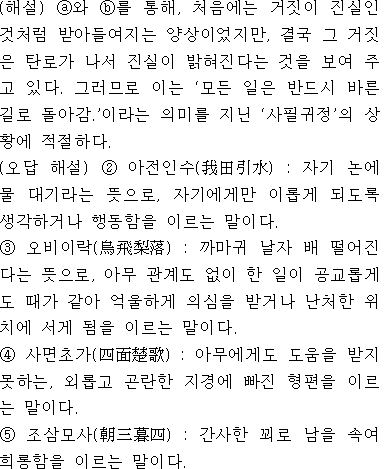 (해설) ⓐ와 ⓑ를 통해, 처음에는 거짓이 진실인
것처럼 받아들여지는 양상이었지만, 결국 그 거짓
은 탄로가 나서 진실이 밝혀진다는 것을 보여 주
고 있다. 그러므로 이는 ‘모든 일은 반드시 바른
길로 돌아감.’이라는 의미를 지닌 ‘사필귀정’의 상
황에 적절하다.
(오답 해설) ② 아전인수(我田引水) : 자기 논에
물 대기라는 뜻으로, 자기에게만 이롭게 되도록
생각하거나 행동함을 이르는 말이다.
③ 오비이락(烏飛梨落) : 까마귀 날자 배 떨어진
다는 뜻으로, 아무 관계도 없이 한 일이 공교롭게
도 때가 같아 억울하게 의심을 받거나 난처한 위
치에 서게 됨을 이르는 말이다.
④ 사면초가(四面楚歌) : 아무에게도 도움을 받지
못하는, 외롭고 곤란한 지경에 빠진 형편을 이르
는 말이다.
⑤ 조삼모사(朝三暮四) : 간사한 꾀로 남을 속여
희롱함을 이르는 말이다.